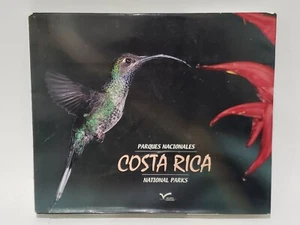 PARQUES NACIONALES
COSTA RICA
NATIONAL PARKS